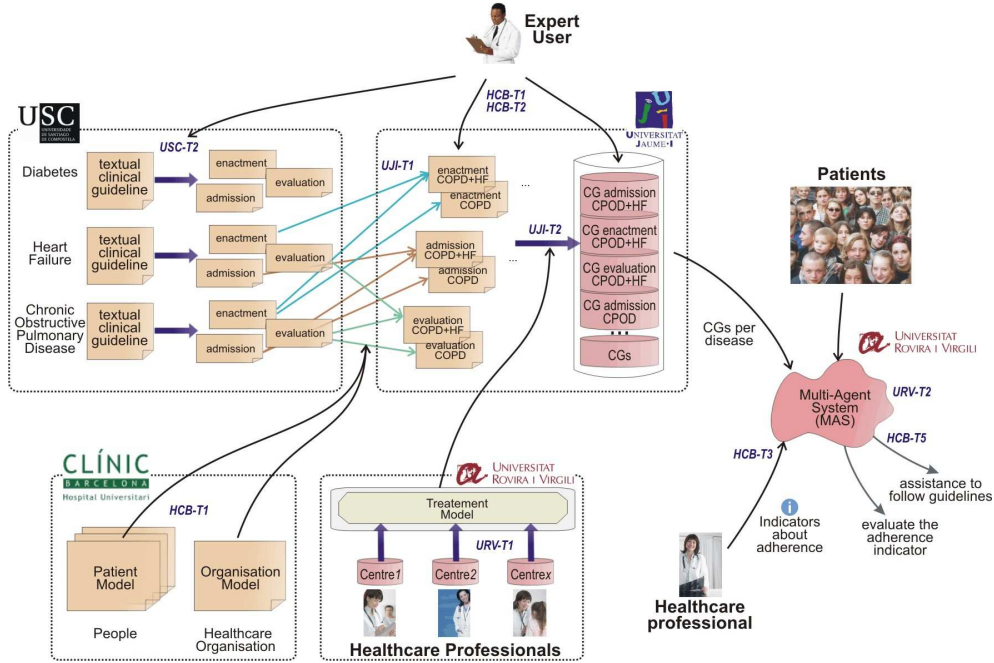 Expert
User
HCB-T1
HCB-T2
USC
UNIVERSIDADE
DE SANTIAGO
DE COMPOSTELA
UNIVERSITAT
JAUME·I
USC-T2
Diabetes
textual
clinical
guideline
enactment
evaluation
admission
Heart
Failure
textual
clinical
guideline
enactment
evaluation
admission
Chronic
Obstructive
Pulmonary
Disease
textual
clinical
guideline
enactment
evaluation
admission
UJI-T1
enactment
COPD+HF
enactment
COPD
...
admission
COPD+HF
admission
COPD
...
evaluation
COPD+HF
evaluation
COPD
UJI-T2
CG admission
CPOD+HF
CG enactment
CPOD+HF
CG evaluation
CPOD+HF
CG admission
CPOD
...
CGs
Patients
CGs per
disease
UNIVERSITAT
ROVIRA I VIRGILI
Multi-Agent
System
(MAS)
URV-T2
HCB-T5
HCB-T3
assistance to
follow guidelines
evaluate the
adherence
indicator
i
Indicators
about
adherence
Healthcare
professional
CLÍNIC
BARCELONA
Hospital Universitari
HCB-T1
Patient
Model
Organisation
Model
People
Healthcare
Organisation
UNIVERSITAT
ROVIRA I VIRGILI
Treatement
Model
URV-T1
Centre1
Centre2
Centrex
Healthcare Professionals